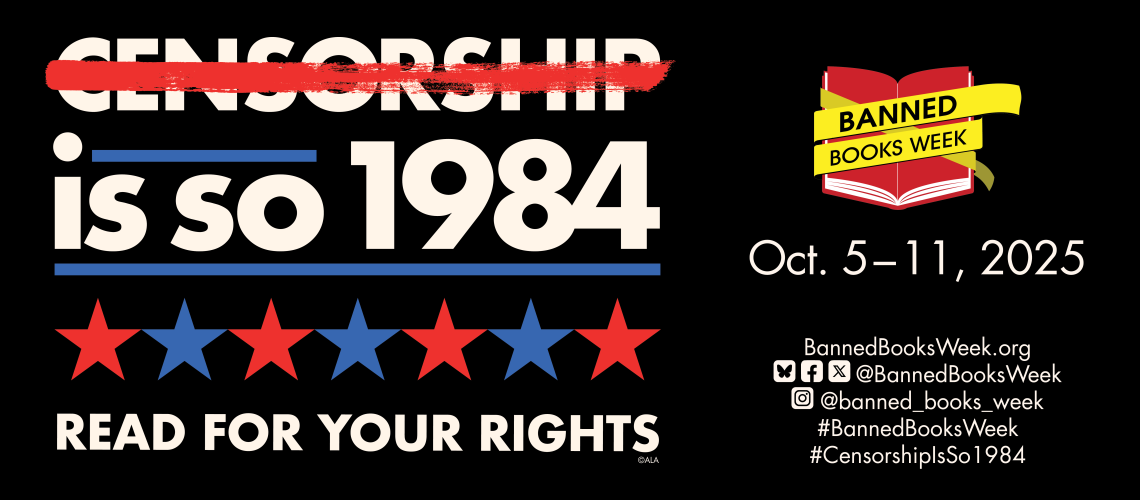 CENSORSHIP
is so 1984
READ FOR YOUR RIGHTS
©ALA
BANNED
BOOKS WEEK
Oct. 5–11, 2025
BannedBooksWeek.org
@BannedBooksWeek
@banned_books_week
#BannedBooksWeek
#CensorshipIsSo1984